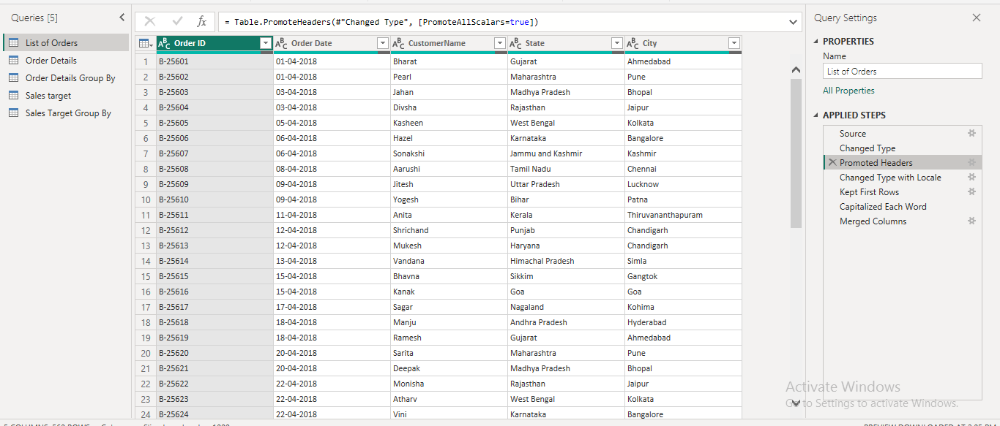 Queries [5]
List of Orders
Order Details
Order Details Group By
Sales target
Sales Target Group By
fx
= Table.PromoteHeaders(#"Changed Type", [PromoteAllScalars=true])
ABC Order ID ABC Order Date ABC CustomerName ABC State ABC City
1 B-25601 01-04-2018 Bharat Gujarat Ahmedabad
2 B-25602 01-04-2018 Pearl Maharashtra Pune
3 B-25603 03-04-2018 Jahan Madhya Pradesh Bhopal
4 B-25604 03-04-2018 Divsha Rajasthan Jaipur
5 B-25605 05-04-2018 Kasheen West Bengal Kolkata
6 B-25606 06-04-2018 Hazel Karnataka Bangalore
7 B-25607 06-04-2018 Sonakshi Jammu and Kashmir Kashmir
8 B-25608 08-04-2018 Aarushi Tamil Nadu Chennai
9 B-25609 09-04-2018 Jitesh Uttar Pradesh Lucknow
10 B-25610 09-04-2018 Yogesh Bihar Patna
11 B-25611 11-04-2018 Anita Kerala Thiruvananthapuram
12 B-25612 12-04-2018 Shrichand Punjab Chandigarh
13 B-25613 12-04-2018 Mukesh Haryana Chandigarh
14 B-25614 13-04-2018 Vandana Himachal Pradesh Simla
15 B-25615 15-04-2018 Bhavna Sikkim Gangtok
16 B-25616 15-04-2018 Kanak Goa Goa
17 B-25617 17-04-2018 Sagar Nagaland Kohima
18 B-25618 18-04-2018 Manju Andhra Pradesh Hyderabad
19 B-25619 18-04-2018 Ramesh Gujarat Ahmedabad
20 B-25620 20-04-2018 Sarita Maharashtra Pune
21 B-25621 20-04-2018 Deepak Madhya Pradesh Bhopal
22 B-25622 22-04-2018 Monisha Rajasthan Jaipur
23 B-25623 22-04-2018 Atharv West Bengal Kolkata
24 B-25624 22-04-2018 Vini Karnataka Bangalore
Query Settings
PROPERTIES
Name
List of Orders
All Properties
APPLIED STEPS
Source
Changed Type
Promoted Headers
Changed Type with Locale
Kept First Rows
Capitalized Each Word
Merged Columns
Activate Windows
Go to Settings to activate Windows.